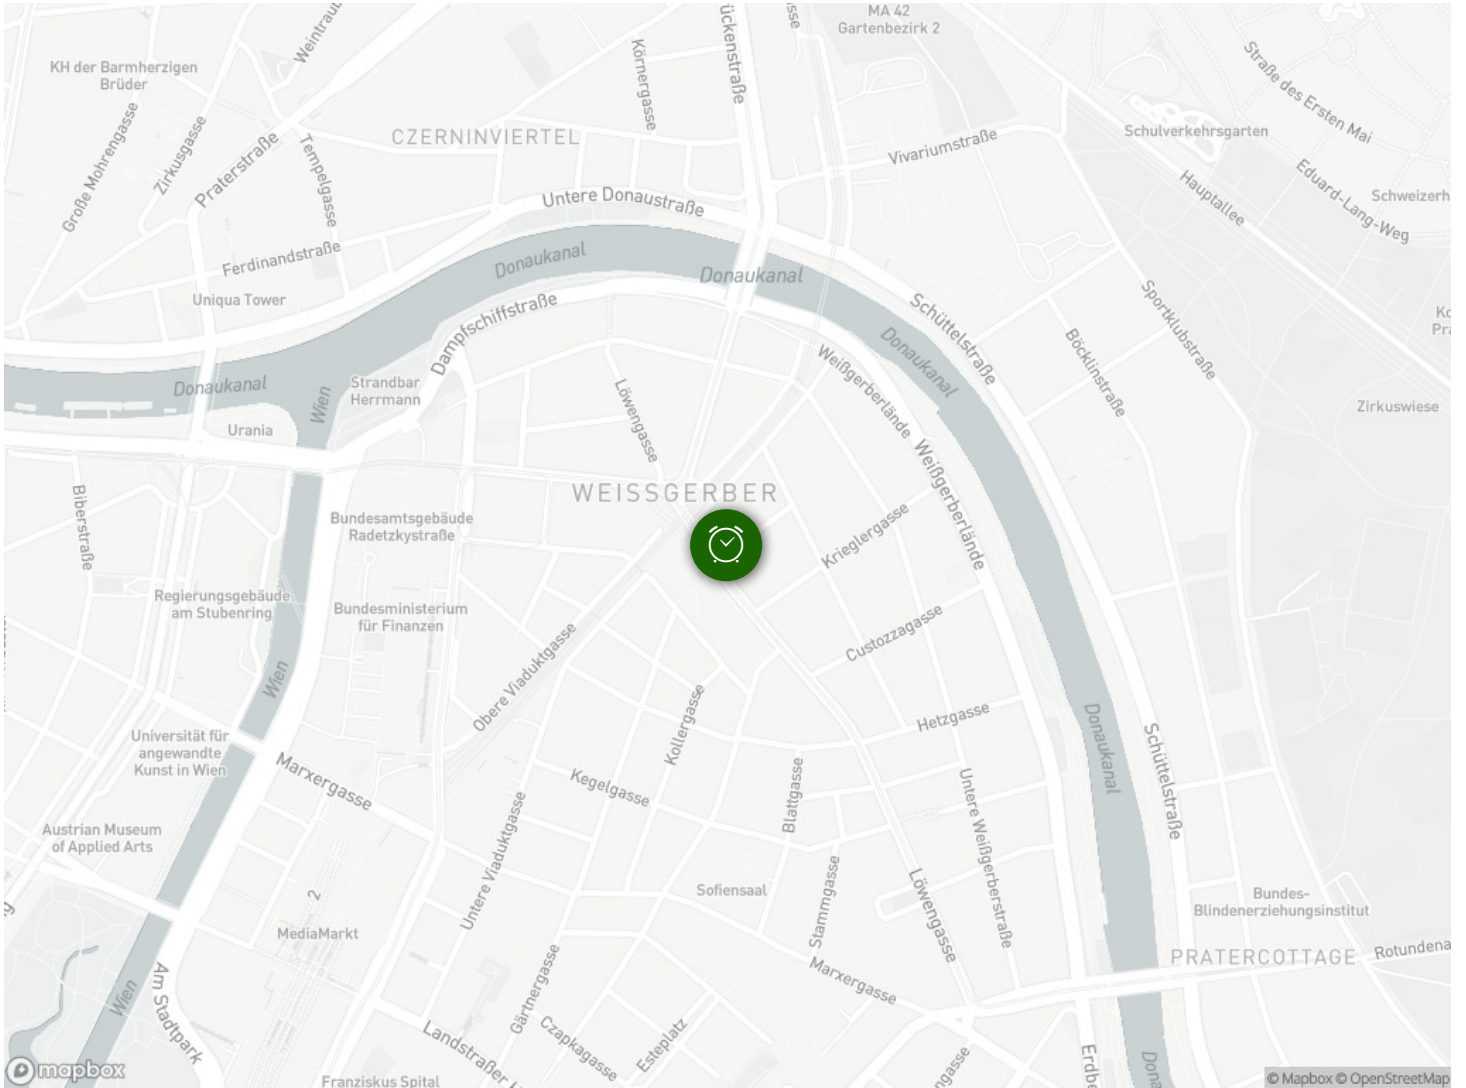 MA 42
Gartenbezirk 2
KH der Barmherzigen
Brüder
Körnergasse
Straße des Ersten Mai
CZERNINVIERTEL
Schulverkehrsgarten
Vivariumstraße
Große Mohrengasse
Zirkusgasse
Praterstraße
Tempelgasse
Untere Donaustraße
Hauptallee
Eduard-Lang-Weg
Ferdinandstraße
Donaukanal
Donaukanal
Uniqua Tower
Dampfschiffstraße
Schüttelstraße
Sportklubstraße
Böcklinstraße
Donaukanal
Donaukanal
Strandbar
Herrmann
Wien
Löwengasse
Weißgerberlände
Zirkuswiese
Urania
WEISSGERBER
Weißgerberlände
Biberstraße
Bundesamtsgebäude
Radetzkystraße
Krieglergasse
Regierungsgebäude
am Stubenring
Bundesministerium
für Finanzen
Custozzagasse
Obere Viaduktgasse
Wien
Kollergasse
Hetzgasse
Donaukanal
Schüttelstraße
Universität für
angewandte
Kunst in Wien
Marxergasse
Kegelgasse
Blattgasse
Untere Weißgerberstraße
Austrian Museum
of Applied Arts
Untere Viaduktgasse
2
Sofiensaal
Stammgasse
Löwengasse
Bundes-
Blindenerziehungsinstitut
MediaMarkt
PRATERCOTTAGE
Rotundena
Marxergasse
Wien
Am Stadtpark
Gärtnergasse
Czapkagasse
Esteplatz
Landstraßer
Franziskus Spital
Erdbe
mapbox
© Mapbox © OpenStreetMap